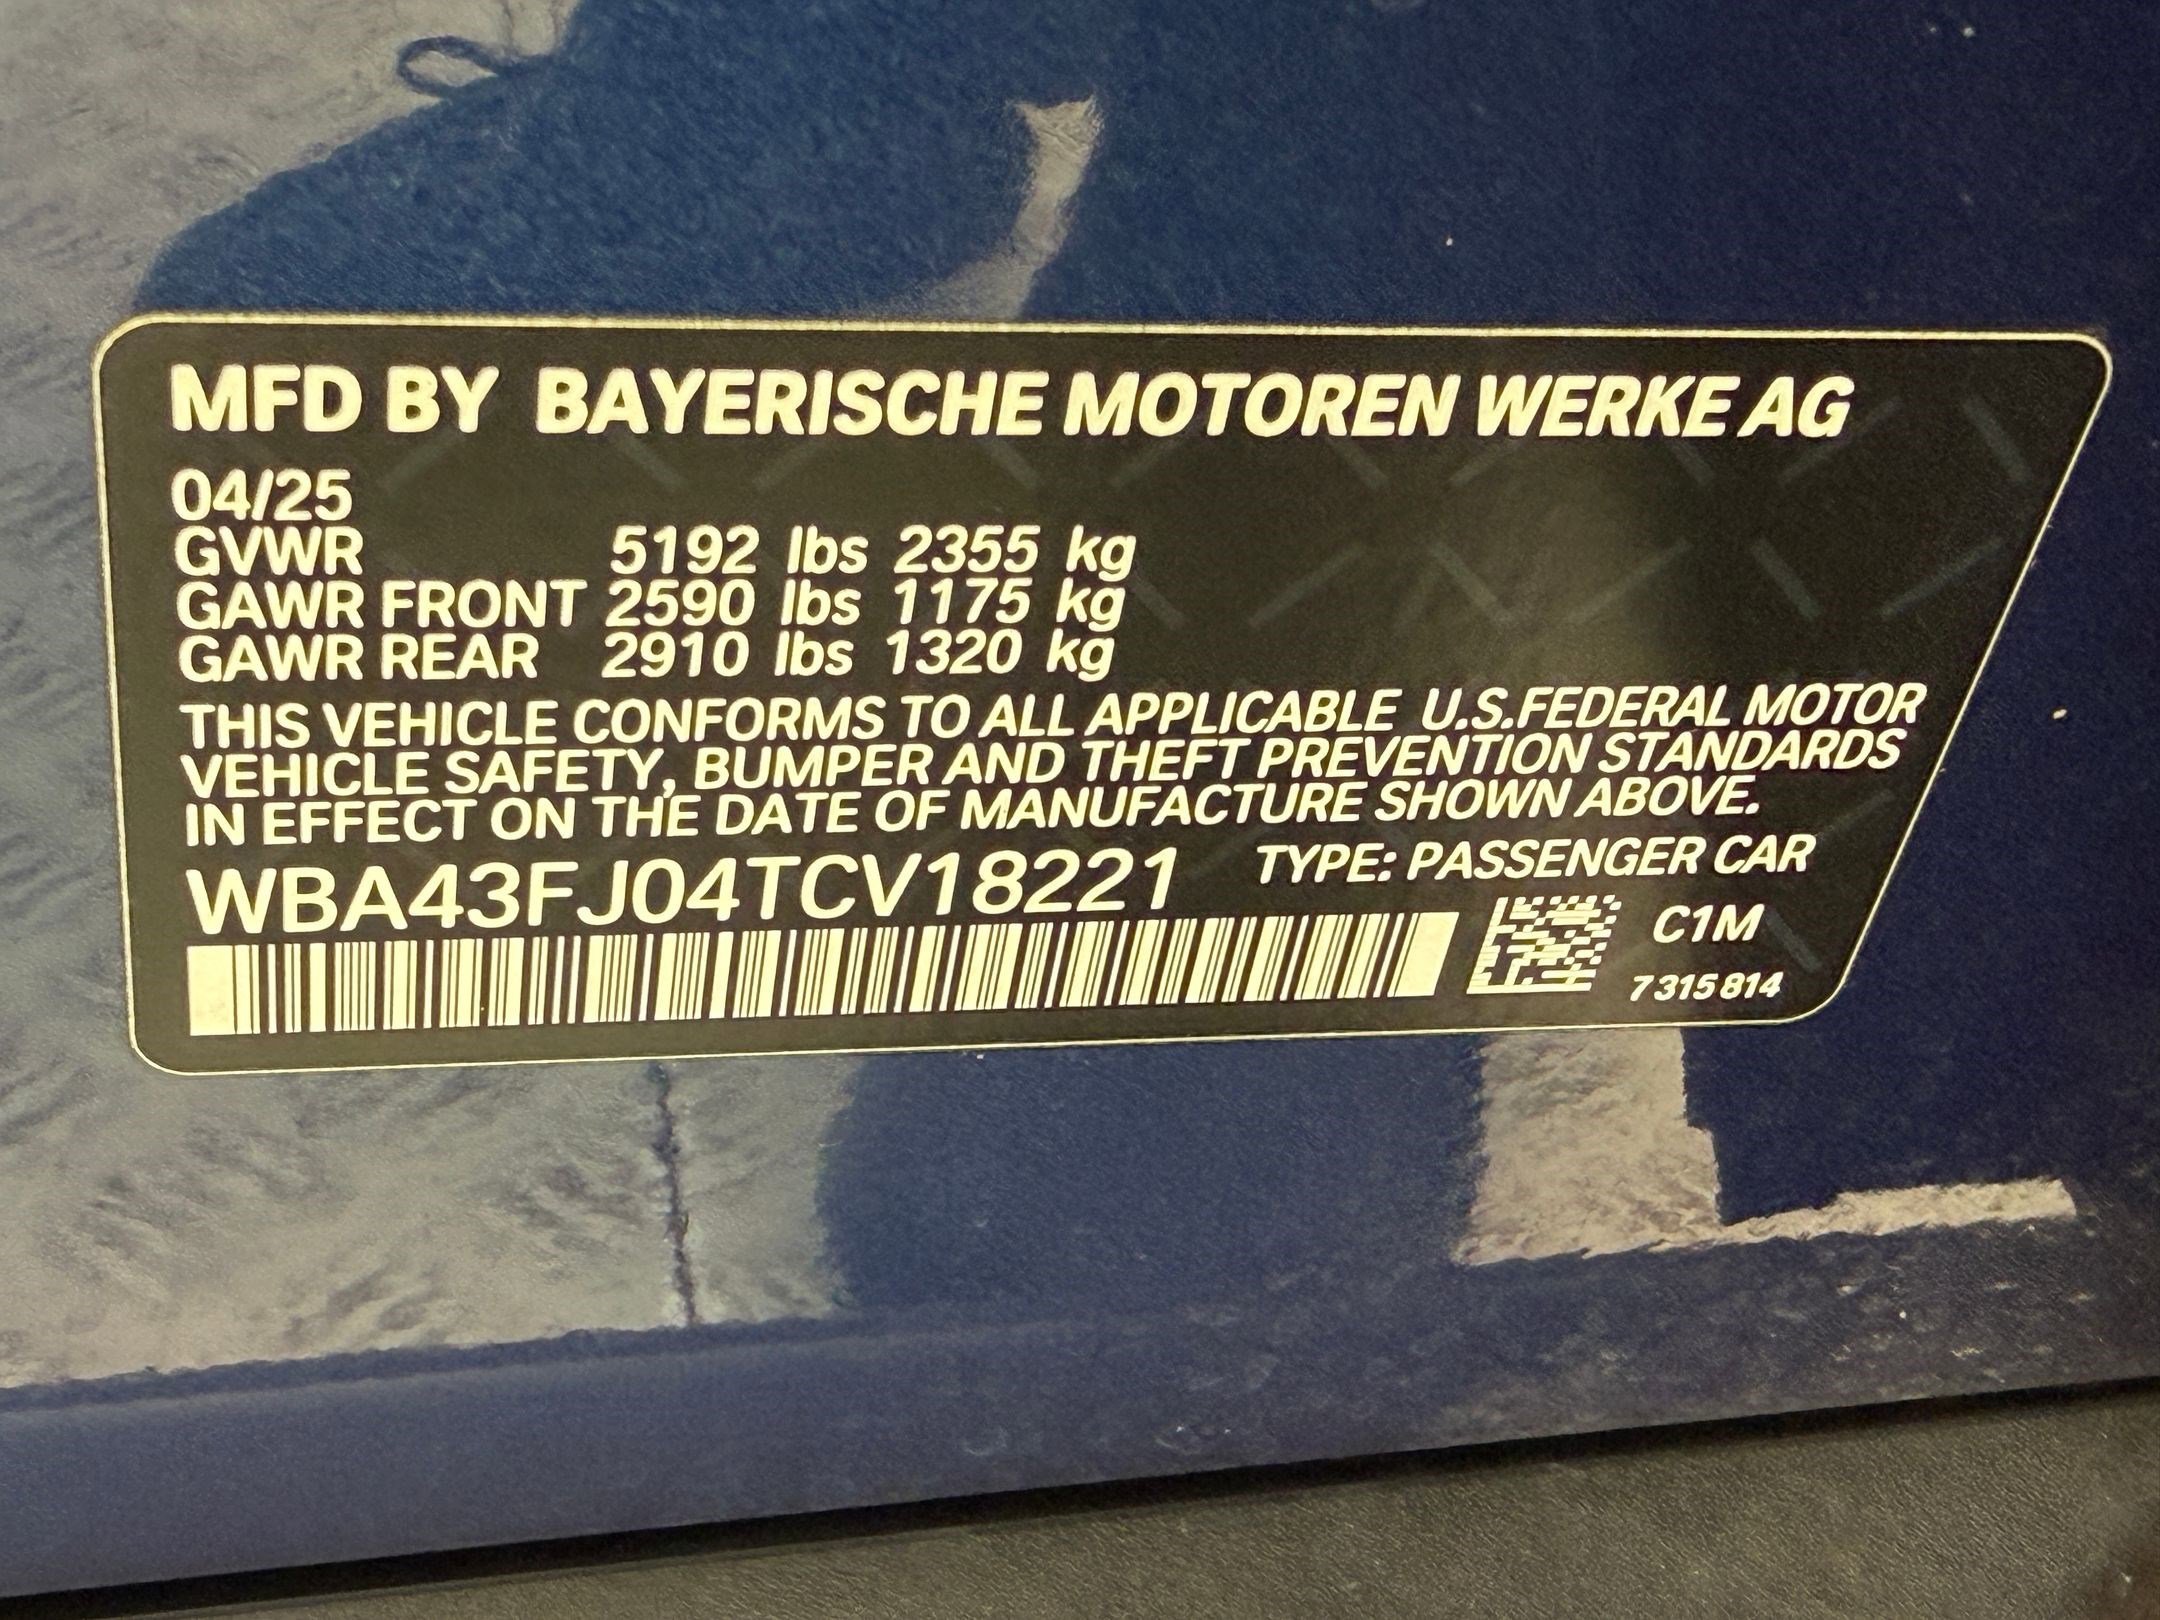 MFD BY BAYERISCHE MOTOREN WERKE AG
04/25
GVWR 5192 lbs 2355 kg
GAWR FRONT 2590 lbs 1175 kg
GAWR REAR 2910 lbs 1320 kg
THIS VEHICLE CONFORMS TO ALL APPLICABLE U.S.FEDERAL MOTOR
VEHICLE SAFETY, BUMPER AND THEFT PREVENTION STANDARDS
IN EFFECT ON THE DATE OF MANUFACTURE SHOWN ABOVE.
WBA43FJ04TCV18221 TYPE: PASSENGER CAR
C1M
7315814